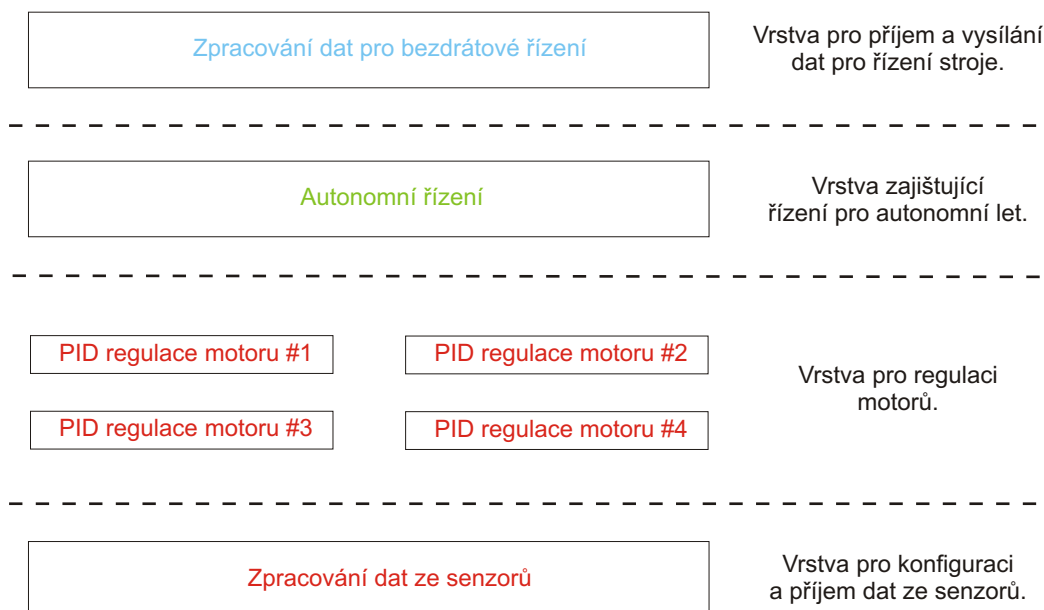 Zpracování dat pro bezdrátové řízení
Vrstva pro příjem a vysílání
dat pro řízení stroje.
Autonomní řízení
Vrstva zajištující
řízení pro autonomní let.
PID regulace motoru #1
PID regulace motoru #2
PID regulace motoru #3
PID regulace motoru #4
Vrstva pro regulaci
motorů.
Zpracování dat ze senzorů
Vrstva pro konfiguraci
a příjem dat ze senzorů.